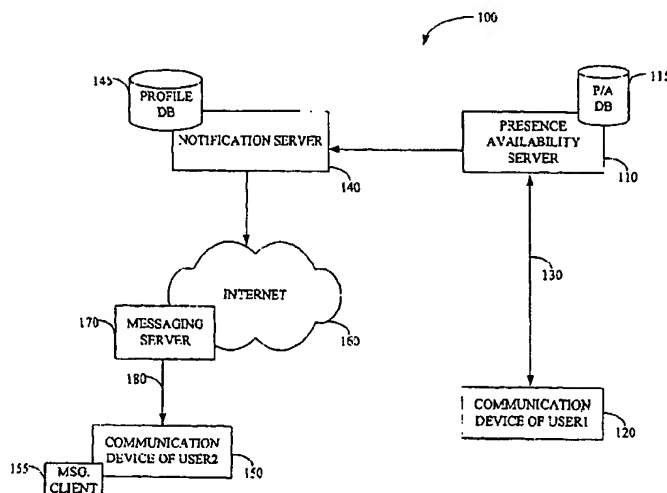 100
145
PROFILE
DB
NOTIFICATION SERVER
140
P/A
DB
115
PRESENCE
AVAILABILITY
SERVER
110
130
INTERNET
160
170
MESSAGING
SERVER
180
COMMUNICATION
DEVICE OF USER2
150
155
MSG.
CLIENT
COMMUNICATION
DEVICE OF USER1
120